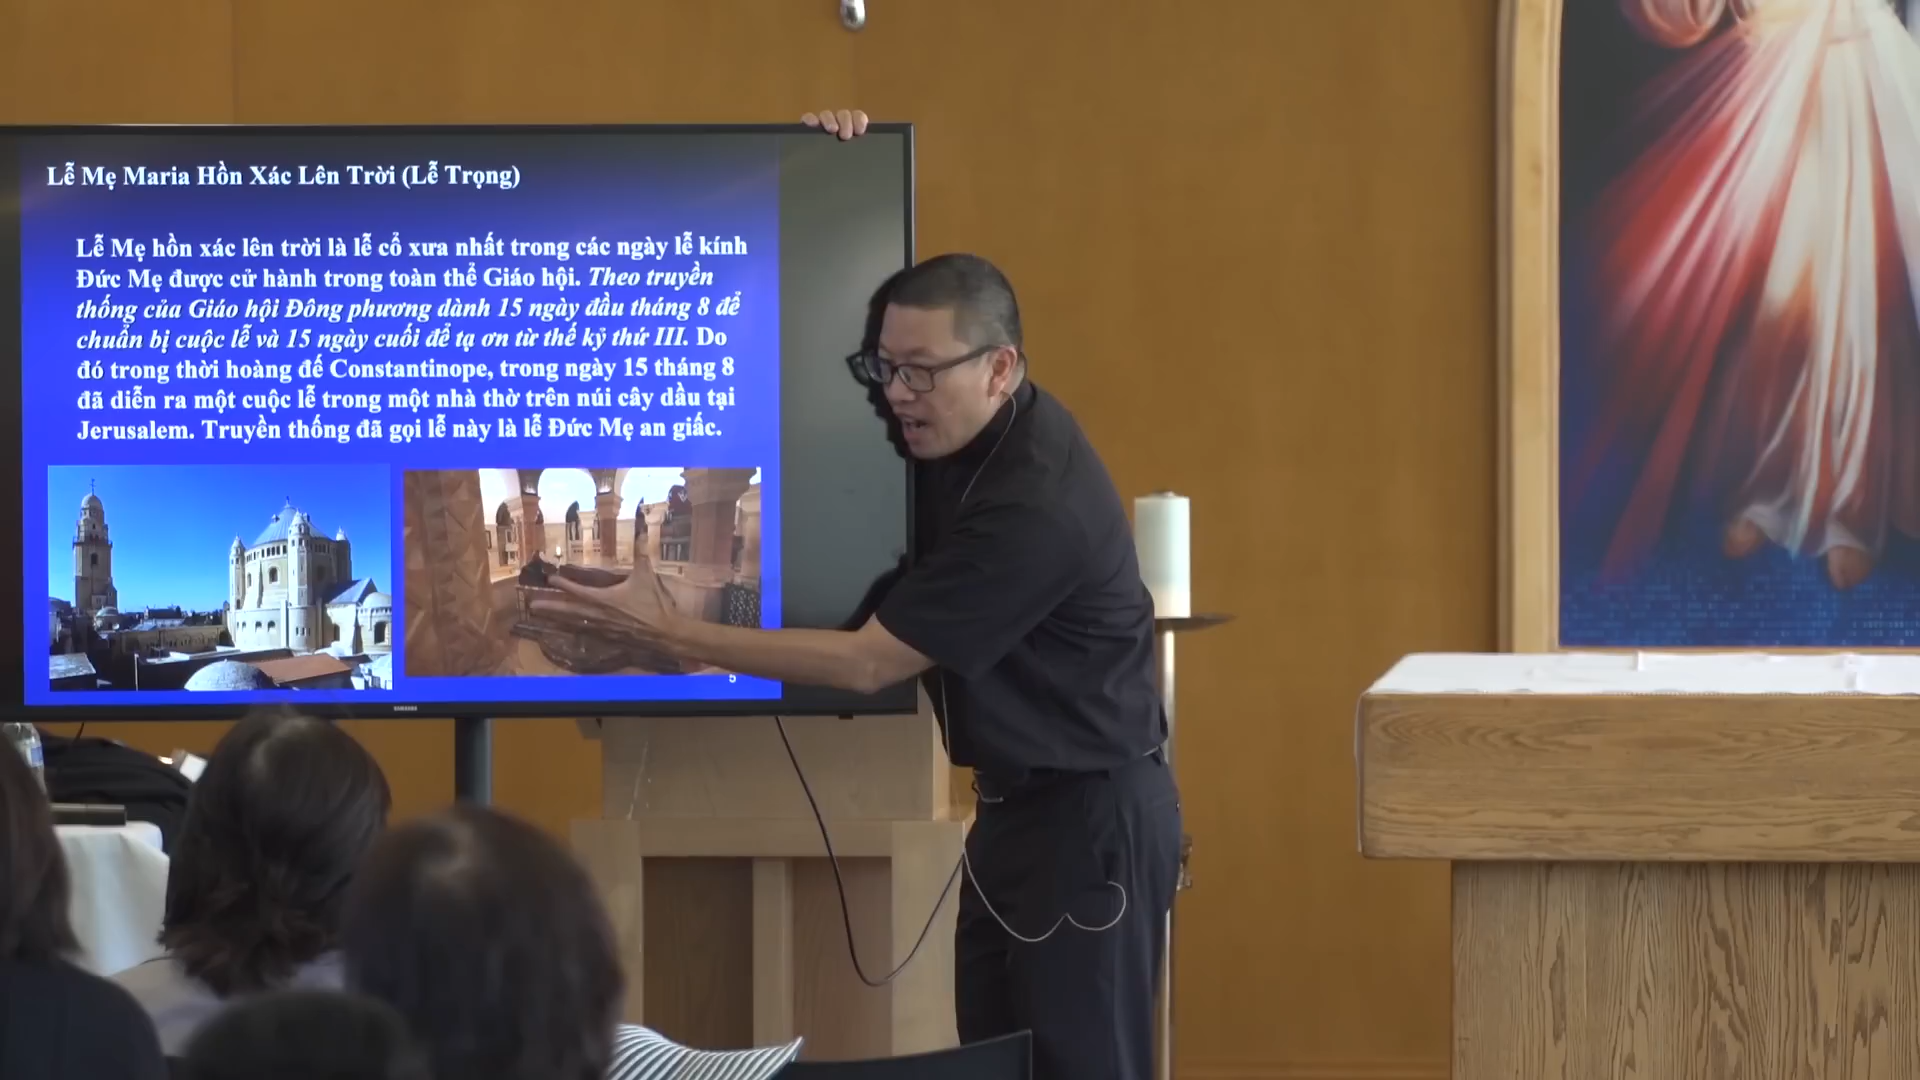 Lễ Mẹ Maria Hồn Xác Lên Trời (Lễ Trọng)
Lễ Mẹ hồn xác lên trời là lễ cổ xưa nhất trong các ngày lễ kính
Đức Mẹ được cử hành trong toàn thể Giáo hội. Theo truyền
thống của Giáo hội Đông phương dành 15 ngày đầu tháng 8 để
chuẩn bị cuộc lễ và 15 ngày cuối để tạ ơn từ thế kỷ thứ III. Do
đó trong thời hoàng đế Constantinope, trong ngày 15 tháng 8
đã diễn ra một cuộc lễ trong một nhà thờ trên núi cây dầu tại
Jerusalem. Truyền thống đã gọi lễ này là lễ Đức Mẹ an giấc.
5
SAMSUNG